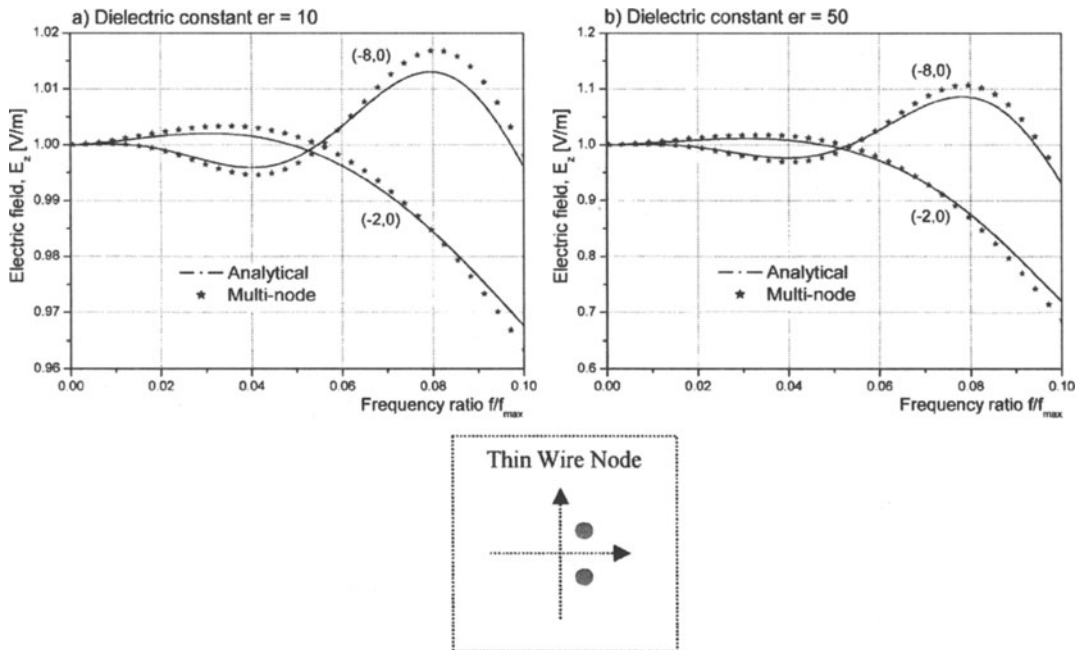 a) Dielectric constant er = 10
1.02
1.01
1.00
0.99
0.98
0.97
0.96
Electric field, E_z [V/m]
(-8,0)
(-2,0)
Analytical
Multi-node
0.00 0.02 0.04 0.06 0.08 0.10
Frequency ratio f/f_max
b) Dielectric constant er = 50
1.2
1.1
1.0
0.9
0.8
0.7
0.6
Electric field, E_z [V/m]
(-8,0)
(-2,0)
Analytical
Multi-node
0.00 0.02 0.04 0.06 0.08 0.10
Frequency ratio f/f_max
Thin Wire Node